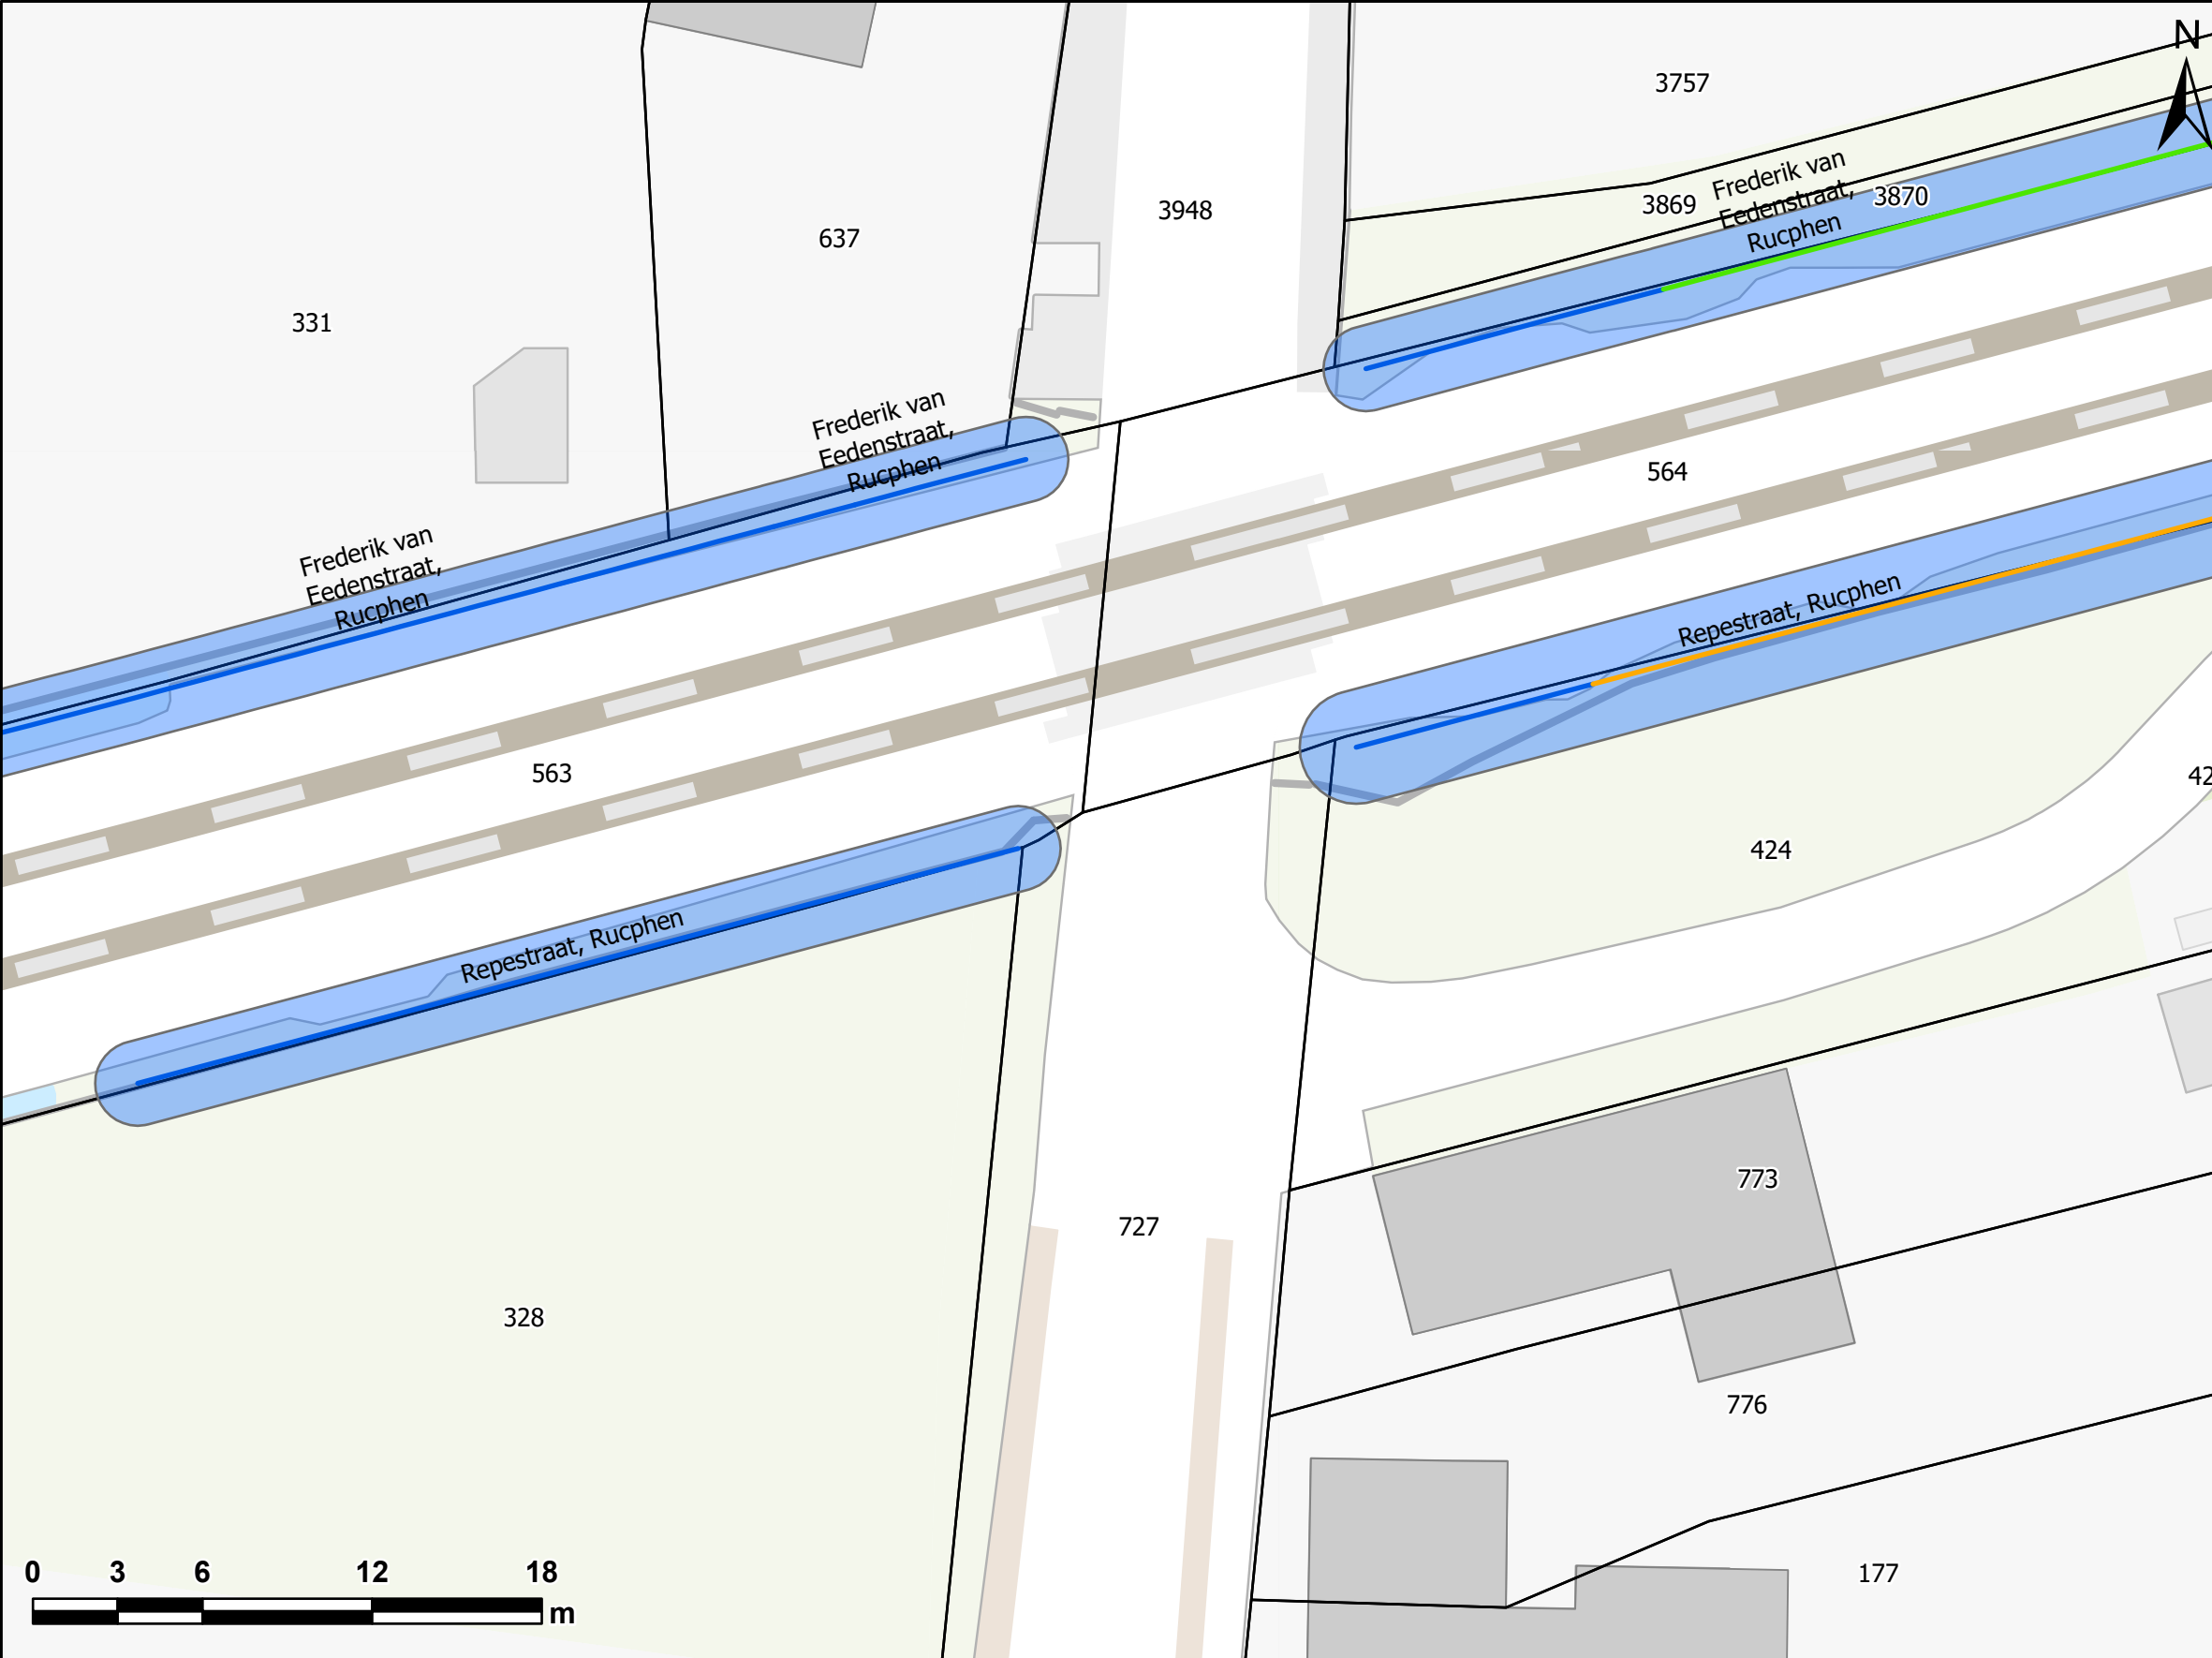 N
3757
Frederik van
Eedenstraat,
Rucphen
3869
3870
3948
637
331
Frederik van
Eedenstraat,
Rucphen
564
Frederik van
Eedenstraat,
Rucphen
Repestraat, Rucphen
563
42
424
Repestraat, Rucphen
773
727
328
776
177
0 3 6 12 18
m